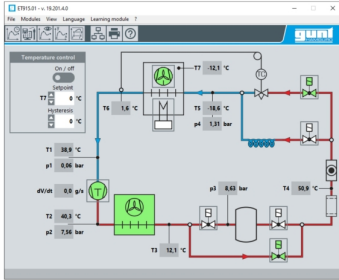 ET915.01 - v. 19.201.4.0
File Modules View Language Learning module ?
gunt
Temperature control
On / off
Setpoint
T7 0 °C
Hysteresis
0 °C
T7 -12,1 °C
TC
T6 1,6 °C
T5 -18,6 °C
p4 1,31 bar
T1 38,9 °C
p1 0,06 bar
dV/dt 0,0 g/s
T
T2 40,3 °C
p2 7,56 bar
p3 8,63 bar
T4 50,9 °C
T3 12,1 °C